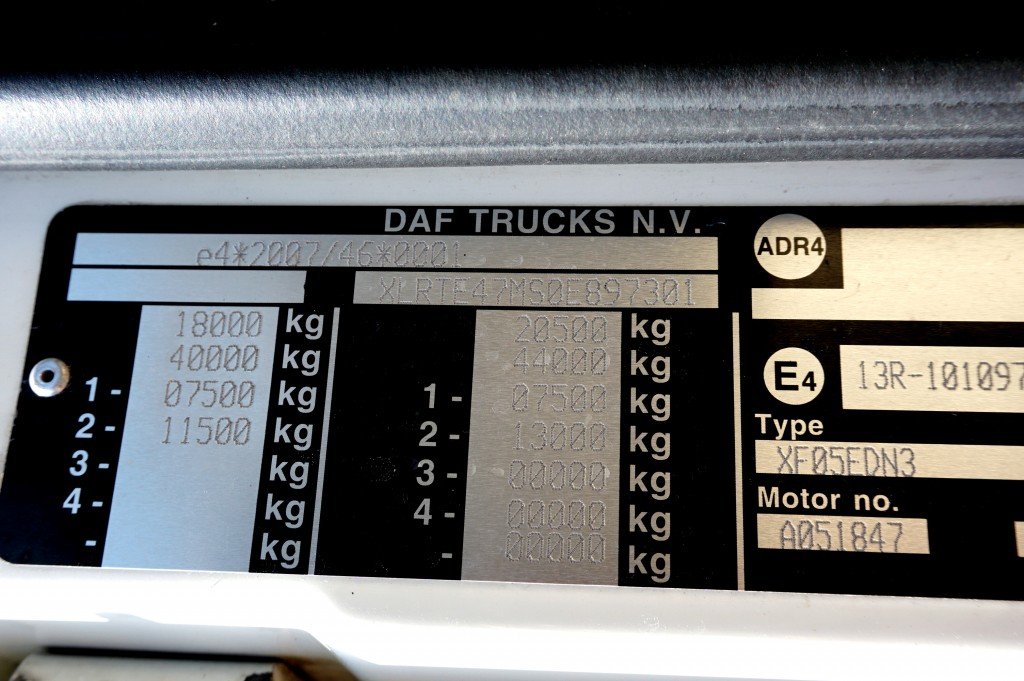 DAF TRUCKS N.V.
e4*2007/46*0001
XLRTE47MS0E897301
18000 kg
40000 kg
1- 07500 kg
2- 11500 kg
3- kg
4- kg
- kg
20500 kg
44000 kg
1- 07500 kg
2- 13000 kg
3- 00000 kg
4- 00000 kg
- 00000 kg
ADR4
E4 13R-101097
Type
XF05FDN3
Motor no.
A051847